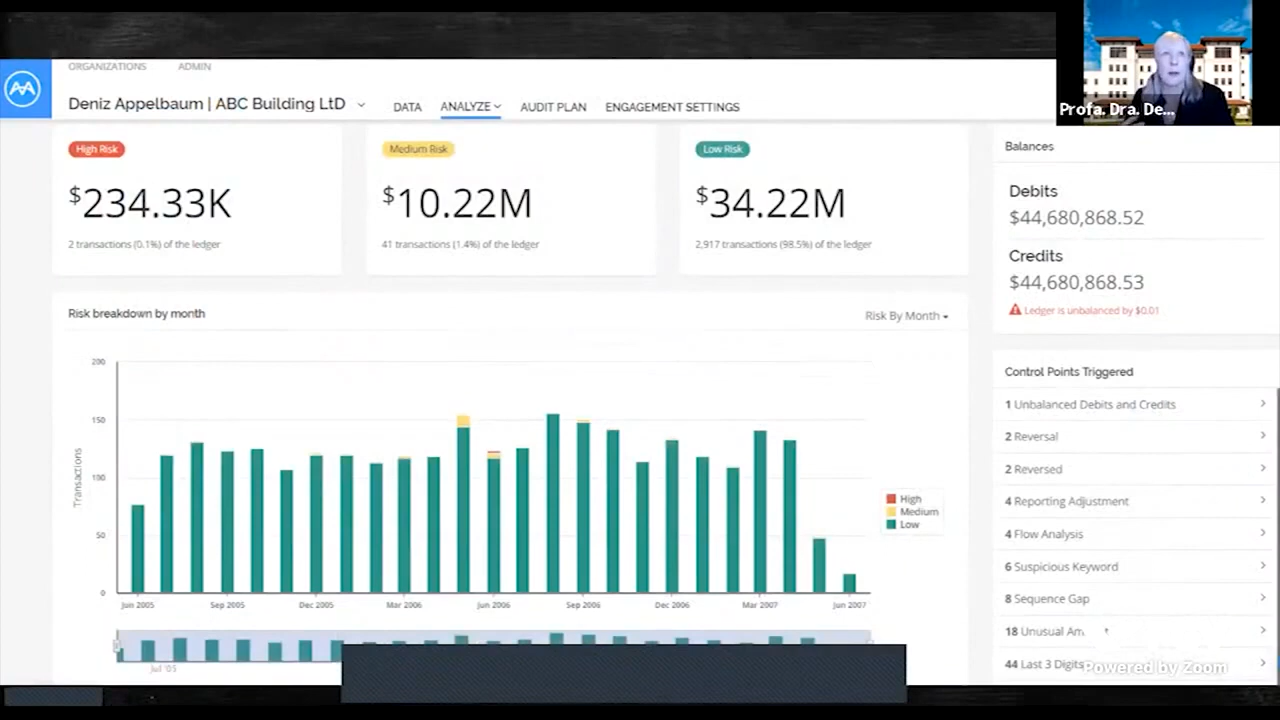 ORGANIZATIONS ADMIN
Deniz Appelbaum | ABC Building LtD DATA ANALYZE AUDIT PLAN ENGAGEMENT SETTINGS
Profa. Dra. De...
High Risk
$234.33K
2 transactions (0.1%) of the ledger
Medium Risk
$10.22M
41 transactions (1.4%) of the ledger
Low Risk
$34.22M
2,917 transactions (98.5%) of the ledger
Balances
Debits
$44,680,868.52
Credits
$44,680,868.53
Ledger is unbalanced by $0.01
Risk breakdown by month
Risk By Month
200
150
100
50
0
Transactions
Jun 2005 Sep 2005 Dec 2005 Mar 2006 Jun 2006 Sep 2006 Dec 2006 Mar 2007 Jun 2007
High
Medium
Low
Jul '05
Control Points Triggered
1 Unbalanced Debits and Credits
2 Reversal
2 Reversed
4 Reporting Adjustment
4 Flow Analysis
6 Suspicious Keyword
8 Sequence Gap
18 Unusual
44 Last 3 Digits
Powered by Zoom